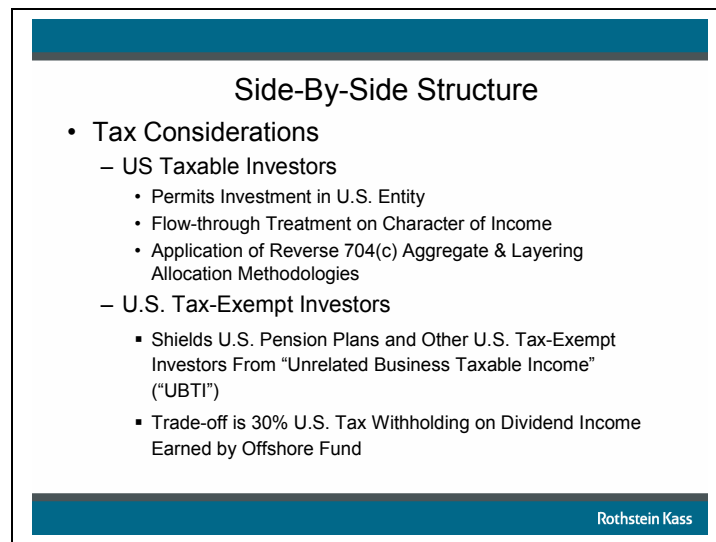 Side-By-Side Structure
• Tax Considerations
– US Taxable Investors
• Permits Investment in U.S. Entity
• Flow-through Treatment on Character of Income
• Application of Reverse 704(c) Aggregate & Layering
Allocation Methodologies
– U.S. Tax-Exempt Investors
▪ Shields U.S. Pension Plans and Other U.S. Tax-Exempt
Investors From “Unrelated Business Taxable Income”
(“UBTI”)
▪ Trade-off is 30% U.S. Tax Withholding on Dividend Income
Earned by Offshore Fund
Rothstein Kass